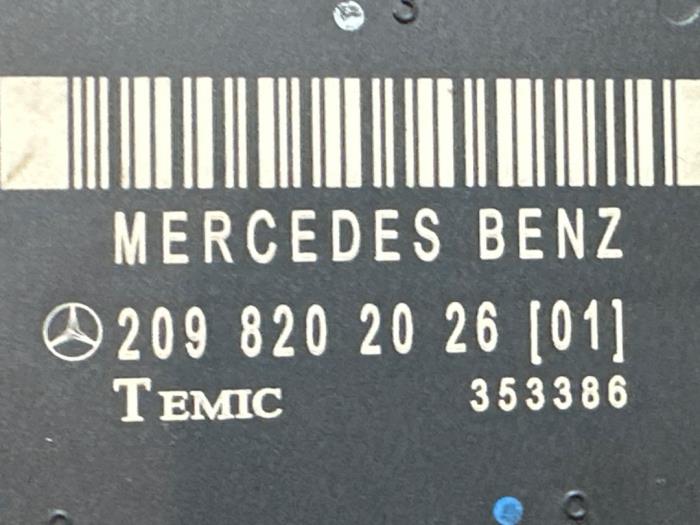 MERCEDES BENZ
209 820 20 26 [01]
TEMIC 353386